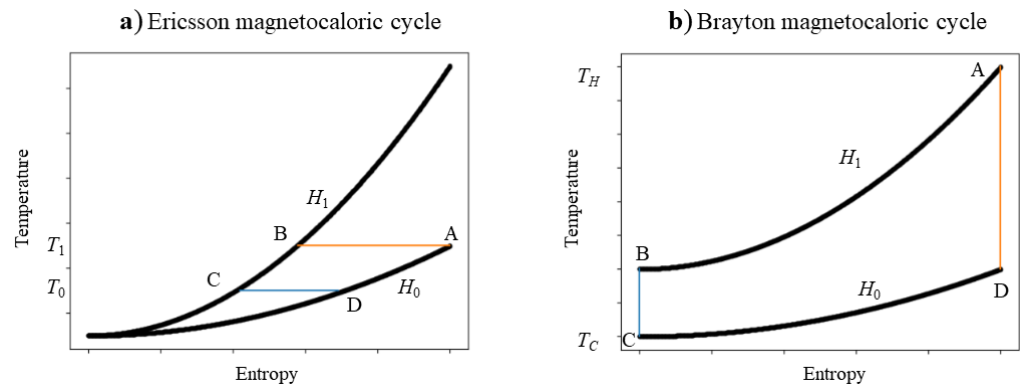 a) Ericsson magnetocaloric cycle
Temperature
H1
B
A
T1
C
T0
D
H0
Entropy
b) Brayton magnetocaloric cycle
Temperature
TH
A
H1
B
H0
D
TC
C
Entropy